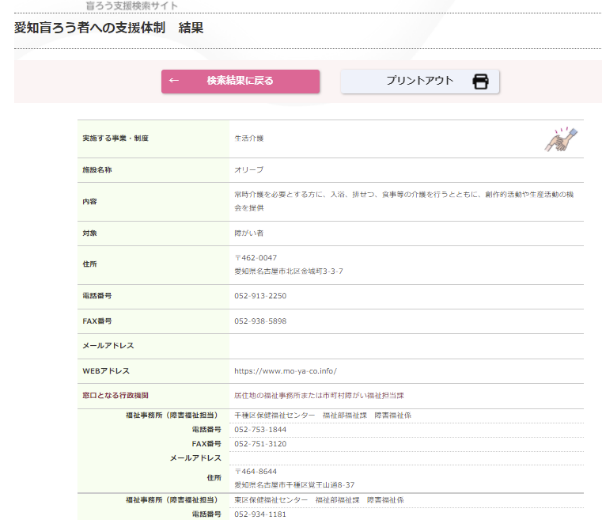 盲ろう支援検索サイト
愛知盲ろう者への支援体制　結果
← 検索結果に戻る
プリントアウト
実施する事業・制度 生活介護
施設名称 オリーブ
内容 常時介護を必要とする方に、入浴、排せつ、食事等の介護を行うとともに、創作的活動や生産活動の機
会を提供
対象 障がい者
住所 〒462-0047
愛知県名古屋市北区金城町3-3-7
電話番号 052-913-2250
FAX番号 052-938-5898
メールアドレス
WEBアドレス https://www.mo-ya-co.info/
窓口となる行政機関 居住地の福祉事務所または市町村障がい福祉担当課
福祉事務所（障害福祉担当） 千種区保健福祉センター　福祉部福祉課　障害福祉係
電話番号 052-753-1844
FAX番号 052-751-3120
メールアドレス
住所 〒464-8644
愛知県名古屋市千種区覚王山通8-37
福祉事務所（障害福祉担当） 東区保健福祉センター　福祉部福祉課　障害福祉係
電話番号 052-934-1181